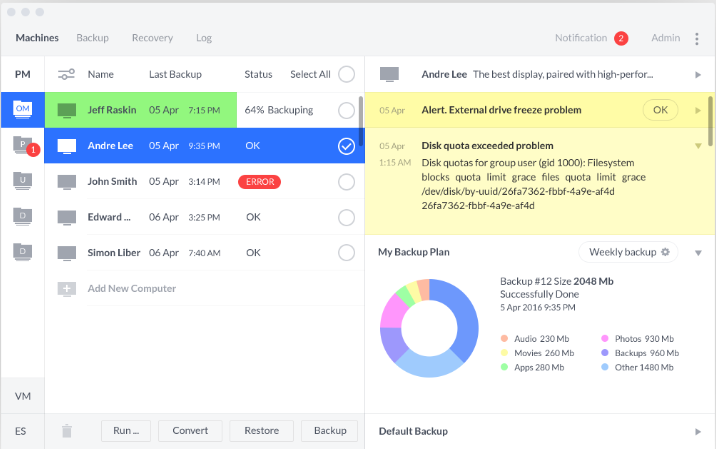 Machines Backup Recovery Log Notification 2 Admin
PM Name Last Backup Status Select All
OM Jeff Raskin 05 Apr 7:15 PM 64% Backuping
P 1 Andre Lee 05 Apr 9:35 PM OK
U John Smith 05 Apr 3:14 PM ERROR
D Edward ... 06 Apr 3:25 PM OK
D Simon Liber 06 Apr 7:40 AM OK
Add New Computer
VM
ES Run ... Convert Restore Backup
Andre Lee The best display, paired with high-perfor...
05 Apr Alert. External drive freeze problem OK
05 Apr Disk quota exceeded problem
1:15 AM Disk quotas for group user (gid 1000): Filesystem
blocks quota limit grace files quota limit grace
/dev/disk/by-uuid/26fa7362-fbbf-4a9e-af4d
26fa7362-fbbf-4a9e-af4d
My Backup Plan Weekly backup
Backup #12 Size 2048 Mb
Successfully Done
5 Apr 2016 9:35 PM
Audio 230 Mb Photos 930 Mb
Movies 260 Mb Backups 960 Mb
Apps 280 Mb Other 1480 Mb
Default Backup